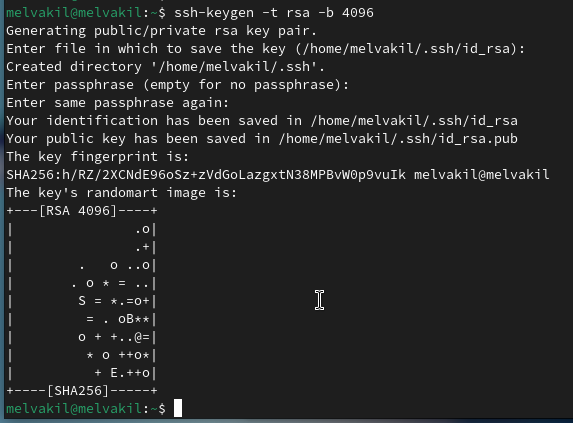 melvakil@melvakil:~$ ssh-keygen -t rsa -b 4096
Generating public/private rsa key pair.
Enter file in which to save the key (/home/melvakil/.ssh/id_rsa):
Created directory '/home/melvakil/.ssh'.
Enter passphrase (empty for no passphrase):
Enter same passphrase again:
Your identification has been saved in /home/melvakil/.ssh/id_rsa
Your public key has been saved in /home/melvakil/.ssh/id_rsa.pub
The key fingerprint is:
SHA256:h/RZ/2XCNdE96oSz+zVdGoLazgxtN38MPBvW0p9vuIk melvakil@melvakil
The key's randomart image is:
+---[RSA 4096]----+
|               .o|
|               .+|
|        .   o ..o|
|       . o * = ..|
|        S = *.=o+|
|         = . oB**|
|        o + +..@=|
|         * o ++o*|
|          + E.++o|
+----[SHA256]-----+
melvakil@melvakil:~$